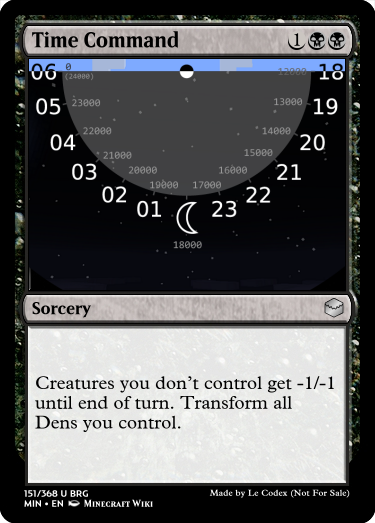 Time Command 1
06 0 12000 18
(24000)
05 23000 13000 19
04 22000 14000 20
03 21000 15000 21
02 20000 16000 22
01 19000 17000 23
18000
Sorcery
Creatures you don't control get -1/-1
until end of turn. Transform all
Dens you control.
151/368 U BRG Made by Le Codex (Not For Sale)
MIN • EN Minecraft Wiki